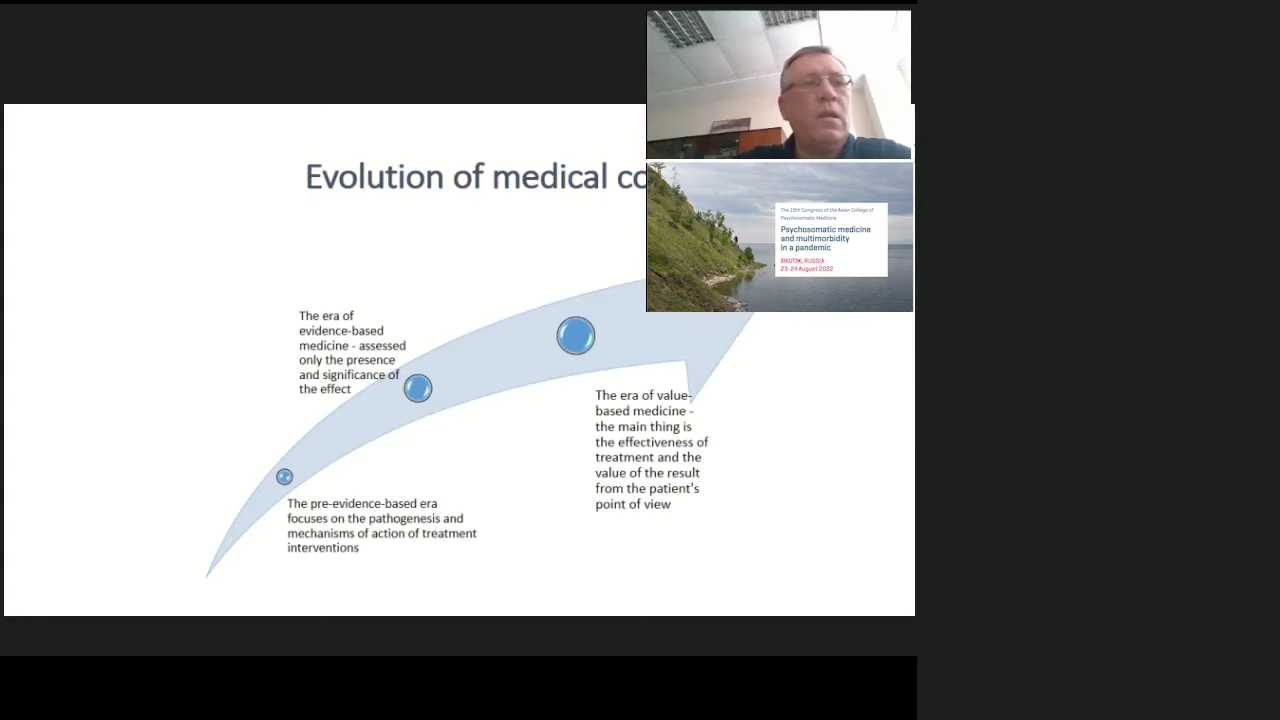 Evolution of medical co
The era of
evidence-based
medicine - assessed
only the presence
and significance of
the effect
The pre-evidence-based era
focuses on the pathogenesis and
mechanisms of action of treatment
interventions
The era of value-
based medicine -
the main thing is
the effectiveness of
treatment and the
value of the result
from the patient's
point of view
The 19th Congress of the Asian College of
Psychosomatic Medicine
Psychosomatic medicine
and multimorbidity
in a pandemic
IRKUTSK, RUSSIA
23-24 August 2022